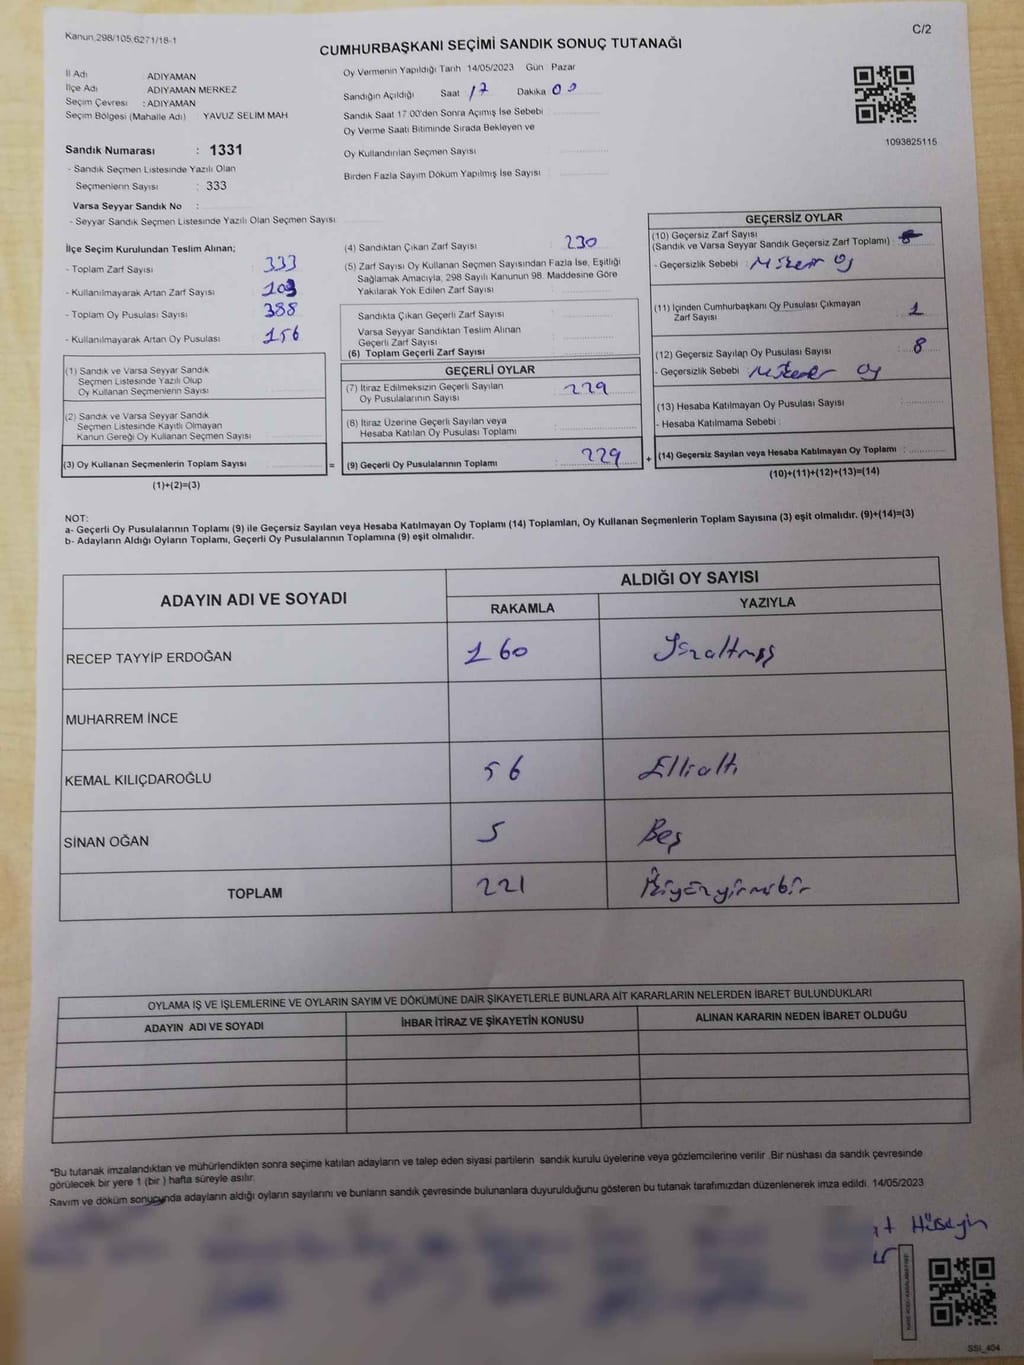 Kanun,298/105,6271/18-1
C/2
CUMHURBAŞKANI SEÇİMİ SANDIK SONUÇ TUTANAĞI
İl Adı : ADIYAMAN
İlçe Adı ADIYAMAN MERKEZ
Seçim Çevresi : ADIYAMAN
Seçim Bölgesi (Mahalle Adı) YAVUZ SELIM MAH
Sandık Numarası : 1331
- Sandık Seçmen Listesinde Yazılı Olan
Seçmenlerin Sayısı : 333
Varsa Seyyar Sandık No :
- Seyyar Sandık Seçmen Listesinde Yazılı Olan Seçmen Sayısı
Oy Vermenin Yapıldığı Tarih 14/05/2023 Gün : Pazar
Sandığın Açıldığı Saat 17 Dakika 00
Sandık Saat 17:00'den Sonra Açımış İse Sebebi :
Oy Verme Saati Bitiminde Sırada Bekleyen ve
Oy Kullandırılan Seçmen Sayısı :
Birden Fazla Sayım Döküm Yapılmış İse Sayısı :
1093825115
İlçe Seçim Kurulundan Teslim Alınan;
- Toplam Zarf Sayısı : 333
- Kullanılmayarak Artan Zarf Sayısı : 103
- Toplam Oy Pusulası Sayısı : 388
- Kullanılmayarak Artan Oy Pusulası : 156
(1) Sandık ve Varsa Seyyar Sandık
Seçmen Listesinde Yazılı Olup
Oy Kullanan Seçmenlerin Sayısı :
(2) Sandık ve Varsa Seyyar Sandık
Seçmen Listesinde Kayıtlı Olmayan
Kanun Gereği Oy Kullanan Seçmen Sayısı :
(3) Oy Kullanan Seçmenlerin Toplam Sayısı :
(1)+(2)=(3)
=
(4) Sandıktan Çıkan Zarf Sayısı : 230
(5) Zarf Sayısı Oy Kullanan Seçmen Sayısından Fazla İse, Eşitliği
Sağlamak Amacıyla, 298 Sayılı Kanunun 98. Maddesine Göre
Yakılarak Yok Edilen Zarf Sayısı :
Sandıkta Çıkan Geçerli Zarf Sayısı :
Varsa Seyyar Sandıktan Teslim Alınan
Geçerli Zarf Sayısı :
(6) Toplam Geçerli Zarf Sayısı :
GEÇERLİ OYLAR
(7) İtiraz Edilmeksizin Geçerli Sayılan
Oy Pusulalarının Sayısı : 229
(8) İtiraz Üzerine Geçerli Sayılan veya
Hesaba Katılan Oy Pusulası Toplamı :
(9) Geçerli Oy Pusulalarının Toplamı : 229
+
GEÇERSİZ OYLAR
(10) Geçersiz Zarf Sayısı
(Sandık ve Varsa Seyyar Sandık Geçersiz Zarf Toplamı) :
- Geçersizlik Sebebi : Mükerrer Oy
(11) İçinden Cumhurbaşkanı Oy Pusulası Çıkmayan
Zarf Sayısı : 1
(12) Geçersiz Sayılan Oy Pusulası Sayısı : 8
- Geçersizlik Sebebi : Mükerrer Oy
(13) Hesaba Katılmayan Oy Pusulası Sayısı :
- Hesaba Katılmama Sebebi :
(14) Geçersiz Sayılan veya Hesaba Katılmayan Oy Toplamı :
(10)+(11)+(12)+(13)=(14)
NOT:
a- Geçerli Oy Pusulalarının Toplamı (9) ile Geçersiz Sayılan veya Hesaba Katılmayan Oy Toplamı (14) Toplamları, Oy Kullanan Seçmenlerin Toplam Sayısına (3) eşit olmalıdır. (9)+(14)=(3)
b- Adayların Aldığı Oyların Toplamı, Geçerli Oy Pusulalarının Toplamına (9) eşit olmalıdır.
ADAYIN ADI VE SOYADI
ALDIĞI OY SAYISI
RAKAMLA YAZIYLA
RECEP TAYYİP ERDOĞAN 160 Yüzaltmış
MUHARREM İNCE
KEMAL KILIÇDAROĞLU 56 Ellialtı
SİNAN OĞAN 5 Beş
TOPLAM 221 İkiyüzyirmibir
OYLAMA İŞ VE İŞLEMLERİNE VE OYLARIN SAYIM VE DÖKÜMÜNE DAİR ŞİKAYETLERLE BUNLARA AİT KARARLARIN NELERDEN İBARET BULUNDUKLARI
ADAYIN ADI VE SOYADI İHBAR İTİRAZ VE ŞİKAYETİN KONUSU ALINAN KARARIN NEDEN İBARET OLDUĞU
*Bu tutanak imzalandıktan ve mühürlendikten sonra seçime katılan adayların ve talep eden siyasi partilerin sandık kurulu üyelerine veya gözlemcilerine verilir .Bir nüshası da sandık çevresinde
görülecek bir yere 1 (bir ) hafta süreyle asılır.
Sayım ve döküm sonucunda adayların aldığı oyların sayılarını ve bunların sandık çevresinde bulunanlara duyurulduğunu gösteren bu tutanak tarafımızdan düzenlenerek imza edildi. 14/05/2023
Hüseyin
SSI_404